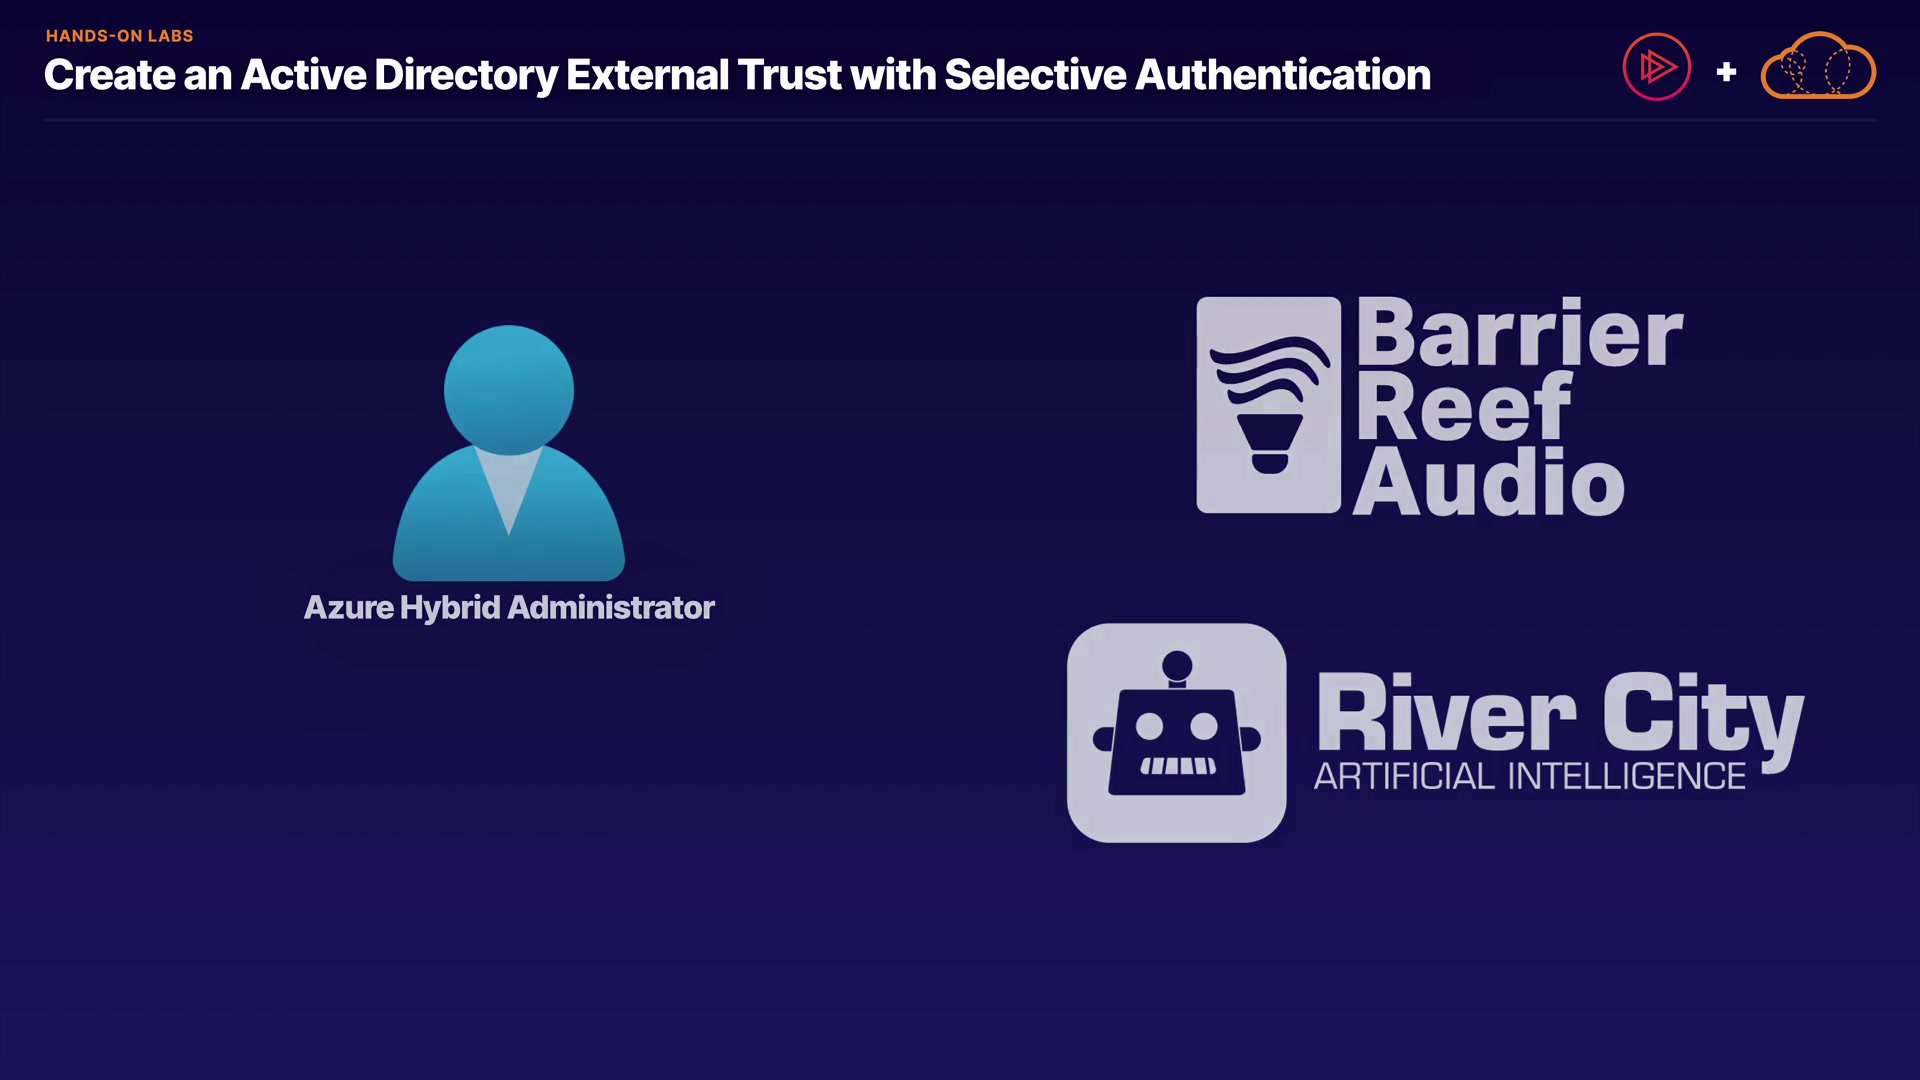 HANDS-ON LABS
Create an Active Directory External Trust with Selective Authentication
+
Barrier
Reef
Audio
Azure Hybrid Administrator
River City
ARTIFICIAL INTELLIGENCE